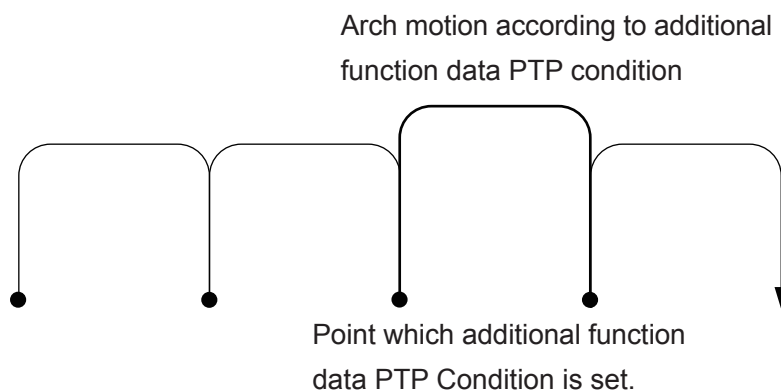 Arch motion according to additional
function data PTP condition
Point which additional function
data PTP Condition is set.